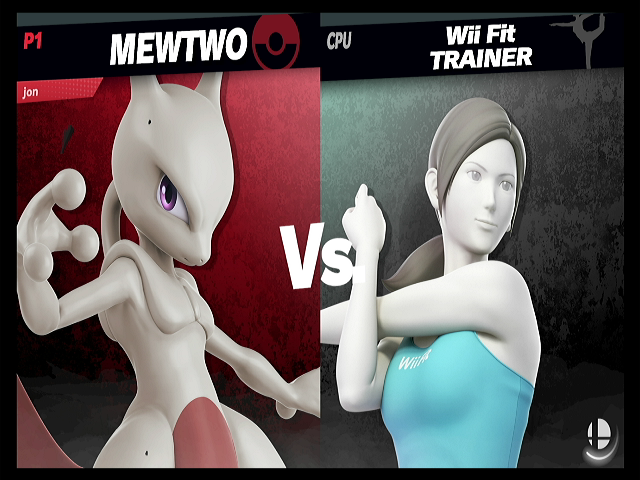 P1
MEWTWO
jon
CPU
Wii Fit
TRAINER
Vs.
Wii Fit